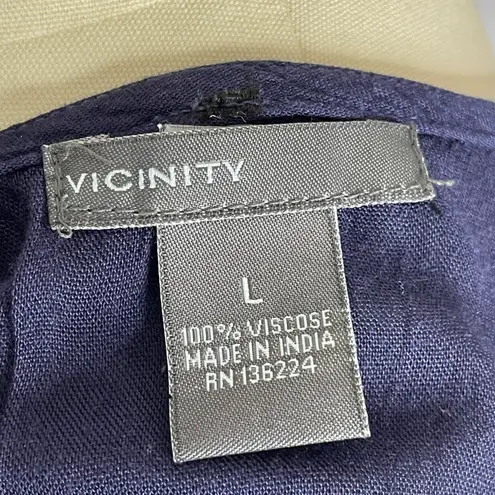 VICINITY
L
100% VISCOSE
MADE IN INDIA
RN 136224